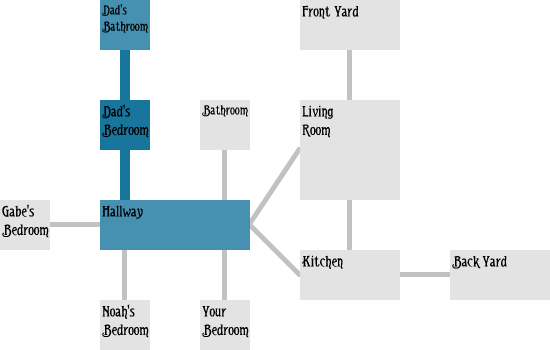 Dad's
Bathroom
Front Yard
Dad's
Bedroom
Bathroom
Living
Room
Gabe's
Bedroom
Hallway
Kitchen
Back Yard
Noah's
Bedroom
Your
Bedroom